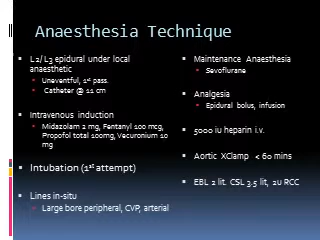 Anaesthesia Technique
L2/L3 epidural under local
anaesthetic
Uneventful, 1st pass.
Catheter @ 11 cm
Intravenous induction
Midazolam 2 mg, Fentanyl 100 mcg,
Propofol total 100mg, Vecuronium 10
mg
Intubation (1st attempt)
Lines in-situ
Large bore peripheral, CVP, arterial
Maintenance Anaesthesia
Sevoflurane
Analgesia
Epidural bolus, infusion
5000 iu heparin i.v.
Aortic XClamp < 60 mins
EBL 2 lit. CSL 3.5 lit, 2u RCC